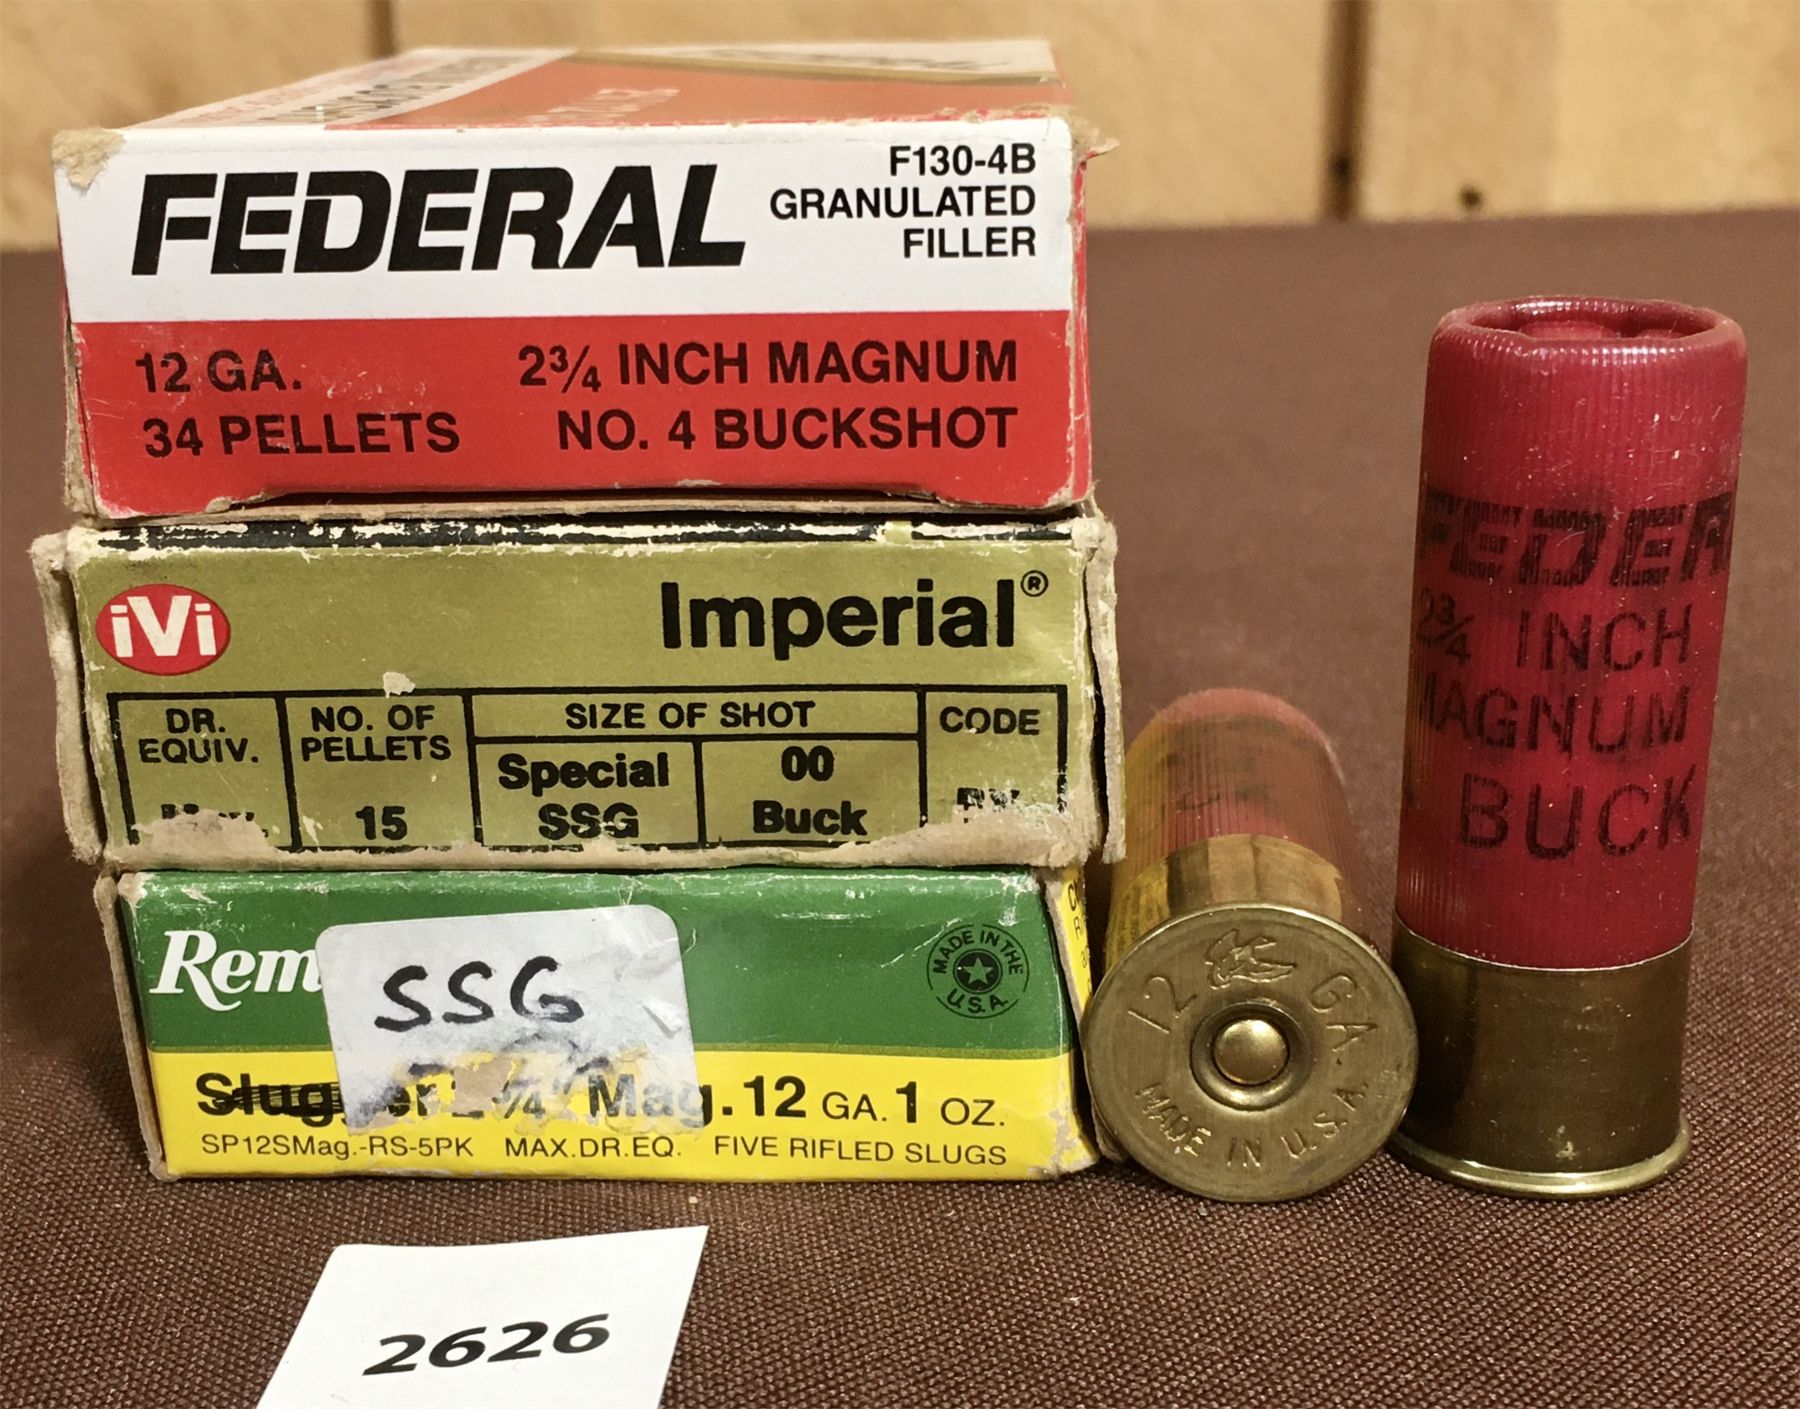 FEDERAL
F130-4B
GRANULATED
FILLER
12 GA.
2¾ INCH MAGNUM
34 PELLETS
NO. 4 BUCKSHOT
iVi
Imperial®
DR.
EQUIV.
NO. OF
PELLETS
15
SIZE OF SHOT
Special
SSG
00
Buck
CODE
Rem
SSG
MADE IN THE
U.S.A.
Mag. 12 GA. 1 OZ.
SP12SMag.-RS-5PK MAX.DR.EQ. FIVE RIFLED SLUGS
12 GA.
MADE IN U.S.A.
FEDER
2¾ INCH
MAGNUM
BUCK
2626